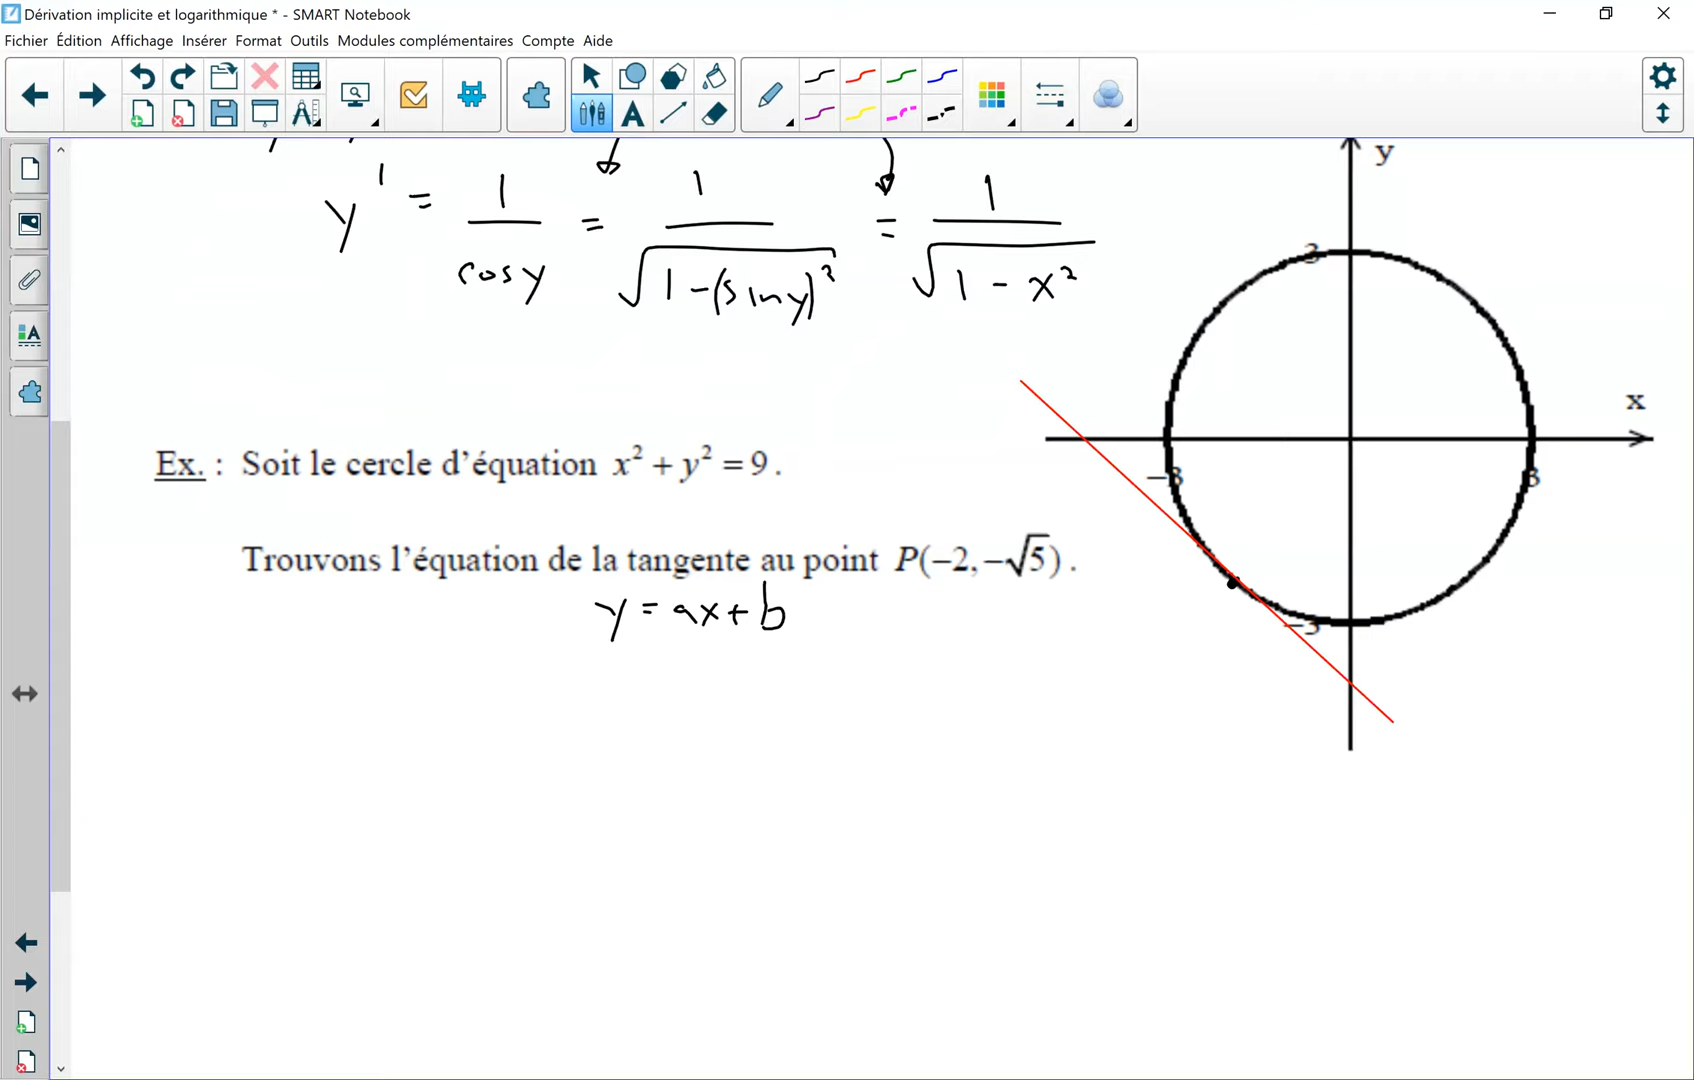 Dérivation implicite et logarithmique * - SMART Notebook
Fichier Édition Affichage Insérer Format Outils Modules complémentaires Compte Aide
y' = 1/cosy = 1/√(1-(siny)²) = 1/√(1-x²)
Ex. : Soit le cercle d'équation x² + y² = 9 .
Trouvons l'équation de la tangente au point P(−2, −√5) .
y = ax+b
y
3
x
−3
3
−3